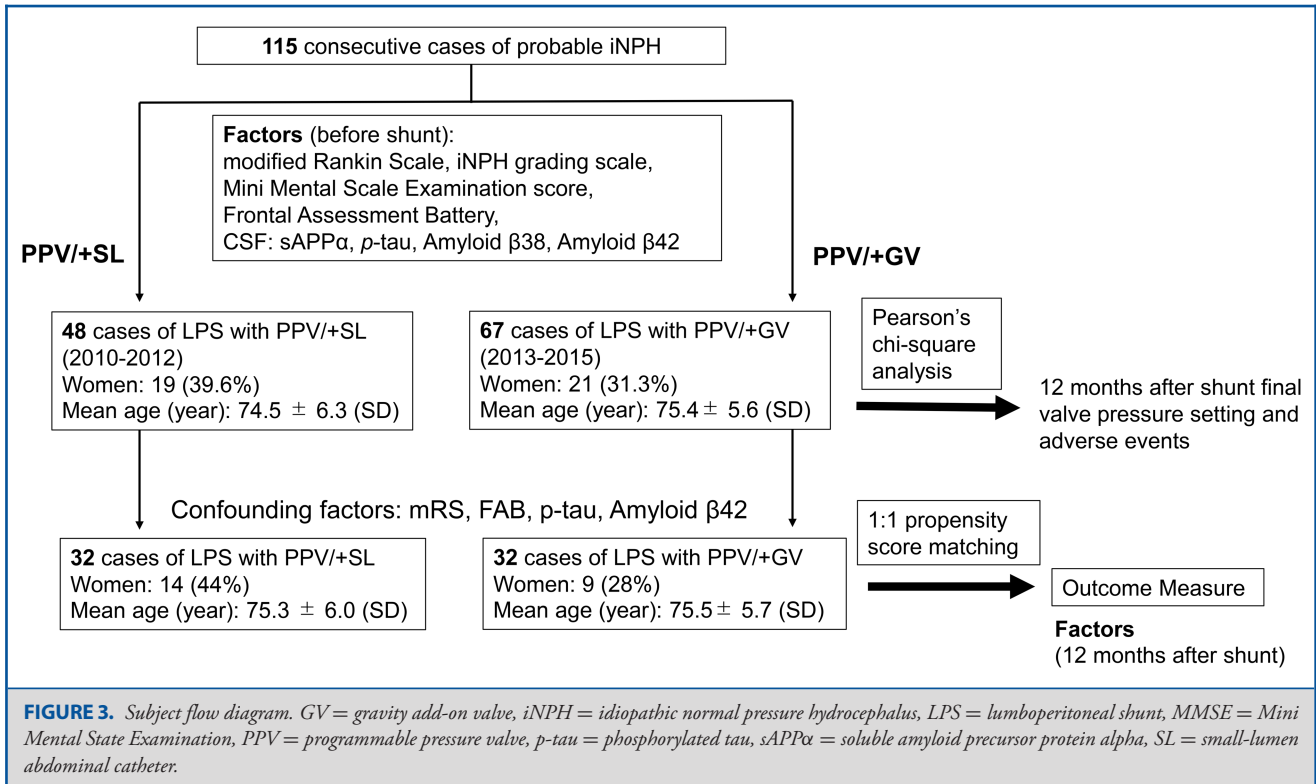 115 consecutive cases of probable iNPH
Factors (before shunt):
modified Rankin Scale, iNPH grading scale,
Mini Mental Scale Examination score,
Frontal Assessment Battery,
CSF: sAPPα, p-tau, Amyloid β38, Amyloid β42
PPV/+SL
PPV/+GV
48 cases of LPS with PPV/+SL
(2010-2012)
Women: 19 (39.6%)
Mean age (year): 74.5 ± 6.3 (SD)
67 cases of LPS with PPV/+GV
(2013-2015)
Women: 21 (31.3%)
Mean age (year): 75.4 ± 5.6 (SD)
Pearson's
chi-square
analysis
12 months after shunt final
valve pressure setting and
adverse events
Confounding factors: mRS, FAB, p-tau, Amyloid β42
32 cases of LPS with PPV/+SL
Women: 14 (44%)
Mean age (year): 75.3 ± 6.0 (SD)
32 cases of LPS with PPV/+GV
Women: 9 (28%)
Mean age (year): 75.5 ± 5.7 (SD)
1:1 propensity
score matching
Outcome Measure
Factors
(12 months after shunt)
FIGURE 3. Subject flow diagram. GV = gravity add-on valve, iNPH = idiopathic normal pressure hydrocephalus, LPS = lumboperitoneal shunt, MMSE = Mini
Mental State Examination, PPV = programmable pressure valve, p-tau = phosphorylated tau, sAPPα = soluble amyloid precursor protein alpha, SL = small-lumen
abdominal catheter.